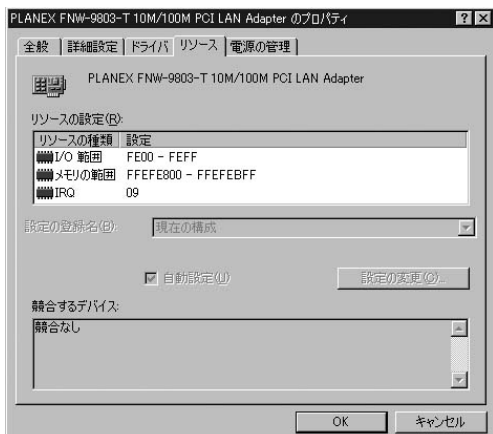 PLANEX FNW-9803-T 10M/100M PCI LAN Adapter のプロパティ
全般 詳細設定 ドライバ リソース 電源の管理
PLANEX FNW-9803-T 10M/100M PCI LAN Adapter
リソースの設定(R):
リソースの種類 設定
I/O 範囲 FE00 - FEFF
メモリの範囲 FFEFE800 - FFEFEBFF
IRQ 09
設定の登録名(B): 現在の構成
自動設定(U) 設定の変更(C)...
競合するデバイス:
競合なし
OK キャンセル